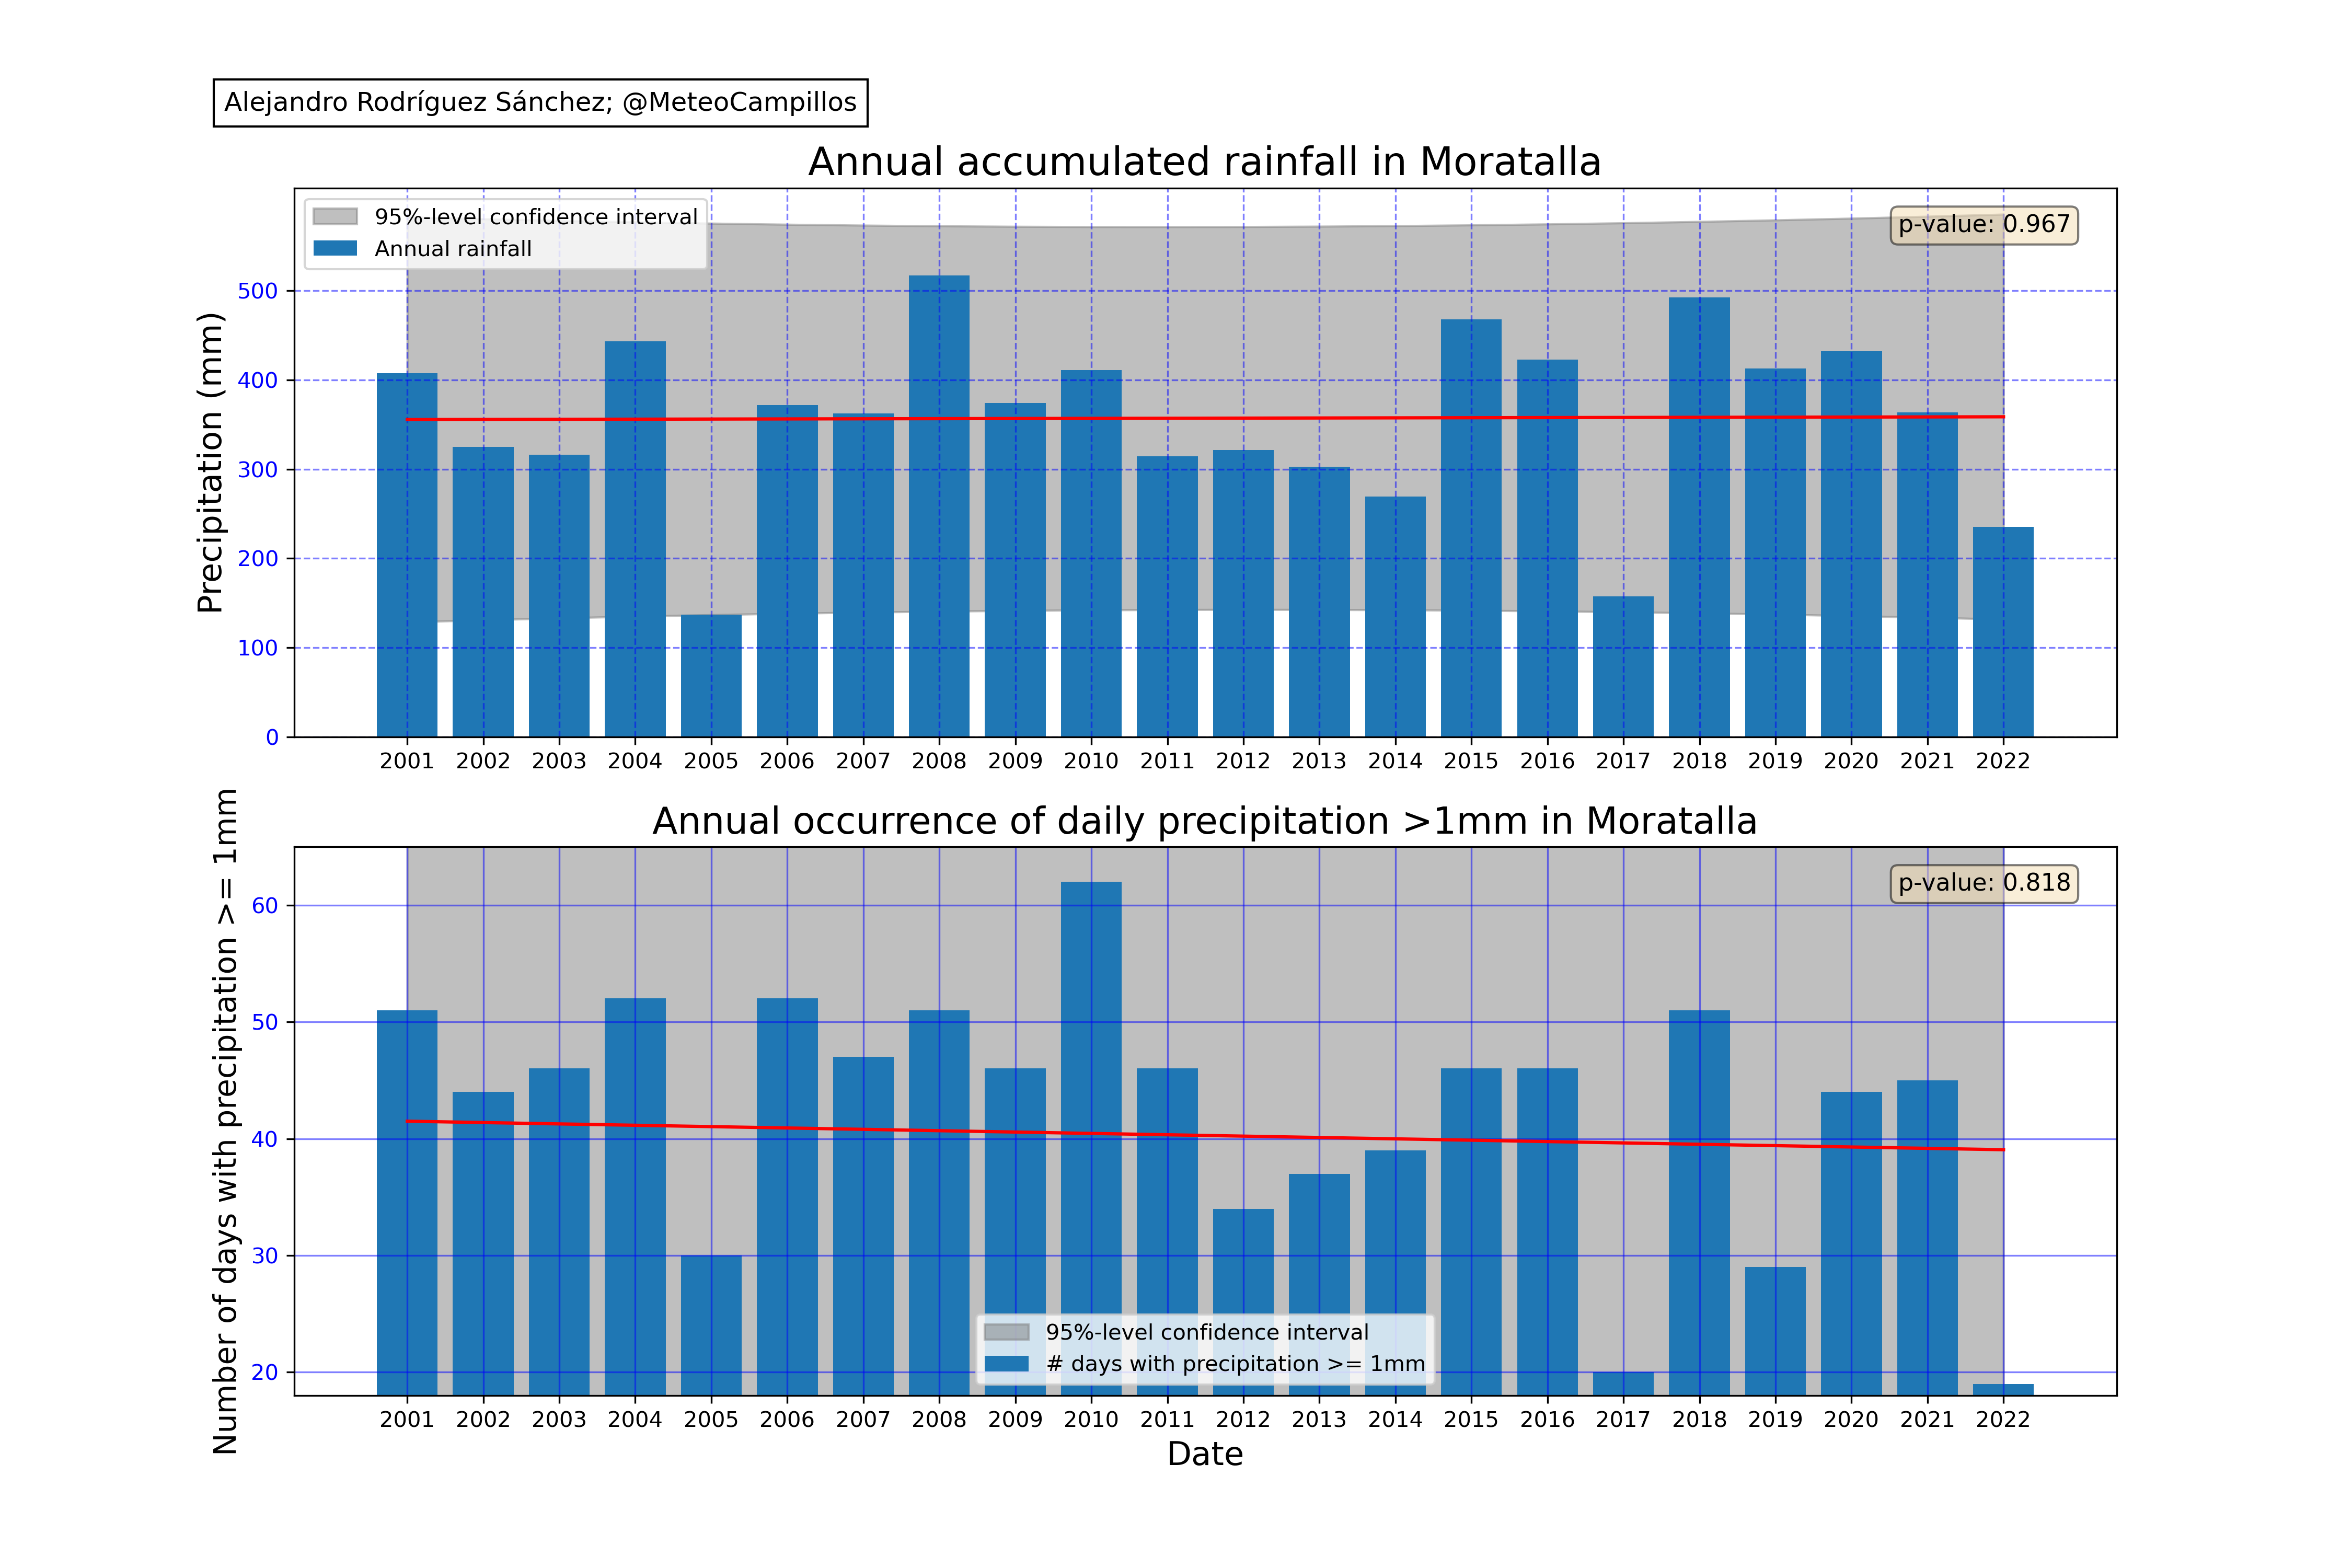 Alejandro Rodríguez Sánchez; @MeteoCampillos
Annual accumulated rainfall in Moratalla
95%-level confidence interval
Annual rainfall
p-value: 0.967
Precipitation (mm)
500
400
300
200
100
0
2001 2002 2003 2004 2005 2006 2007 2008 2009 2010 2011 2012 2013 2014 2015 2016 2017 2018 2019 2020 2021 2022
Annual occurrence of daily precipitation >1mm in Moratalla
p-value: 0.818
Number of days with precipitation >= 1mm
60
50
40
30
20
95%-level confidence interval
# days with precipitation >= 1mm
2001 2002 2003 2004 2005 2006 2007 2008 2009 2010 2011 2012 2013 2014 2015 2016 2017 2018 2019 2020 2021 2022
Date